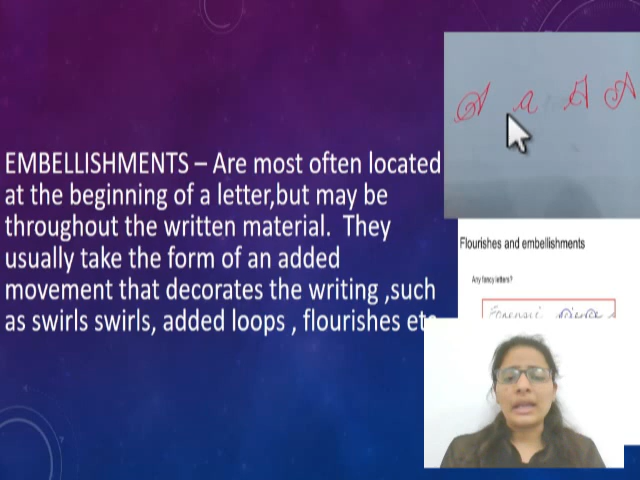 EMBELLISHMENTS – Are most often located
at the beginning of a letter,but may be
throughout the written material. They
usually take the form of an added
movement that decorates the writing ,such
as swirls swirls, added loops , flourishes etc
A a A A
Flourishes and embellishments
Any fancy letters?